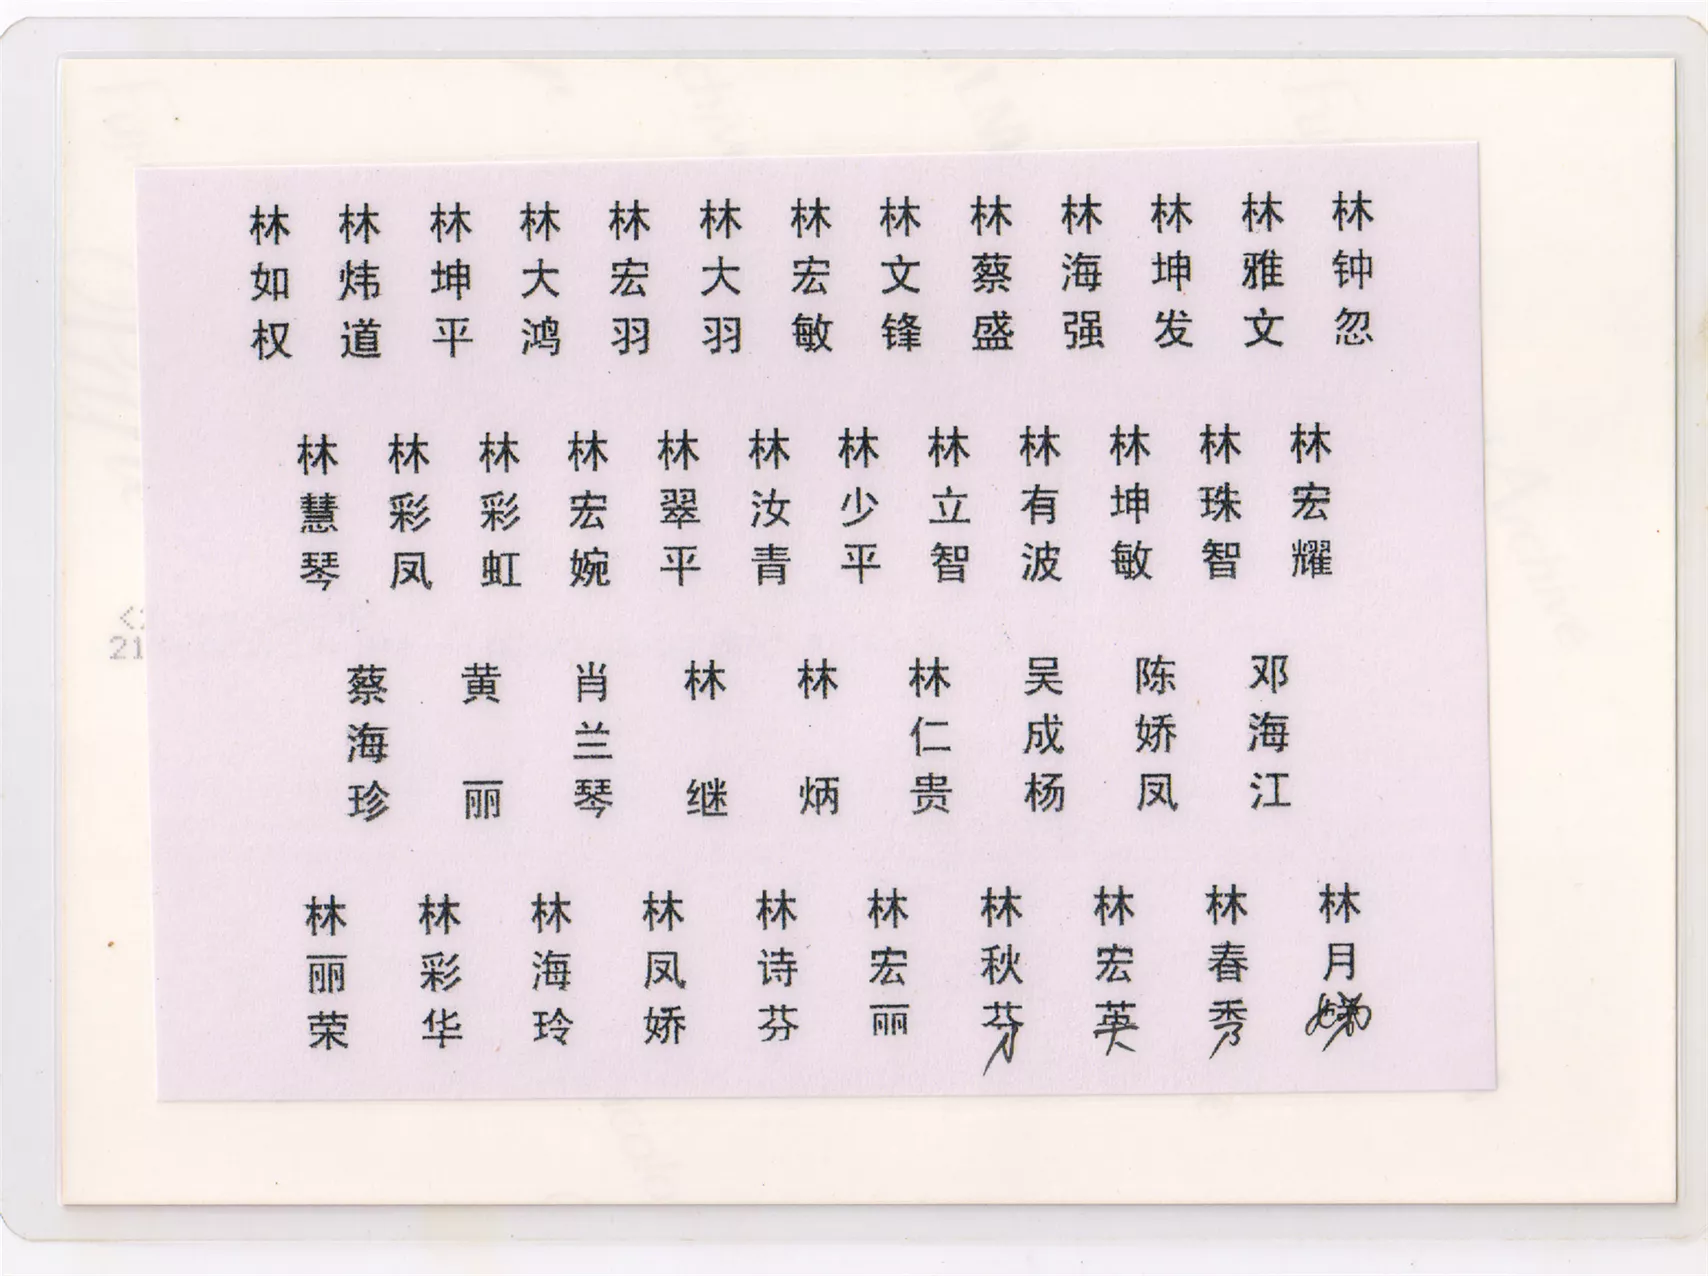 林如权 林炜道 林坤平 林大鸿 林宏羽 林大羽 林宏敏 林文锋 林蔡盛 林海强 林坤发 林雅文 林钟忽
林慧琴 林彩凤 林彩虹 林宏婉 林翠平 林汝青 林少平 林立智 林有波 林坤敏 林珠智 林宏耀
蔡海珍 黄丽 肖兰琴 林继 林炳 林仁贵 吴成杨 陈娇凤 邓海江
林丽荣 林彩华 林海玲 林凤娇 林诗芬 林宏丽 林秋芬 林宏英 林春秀 林月
21